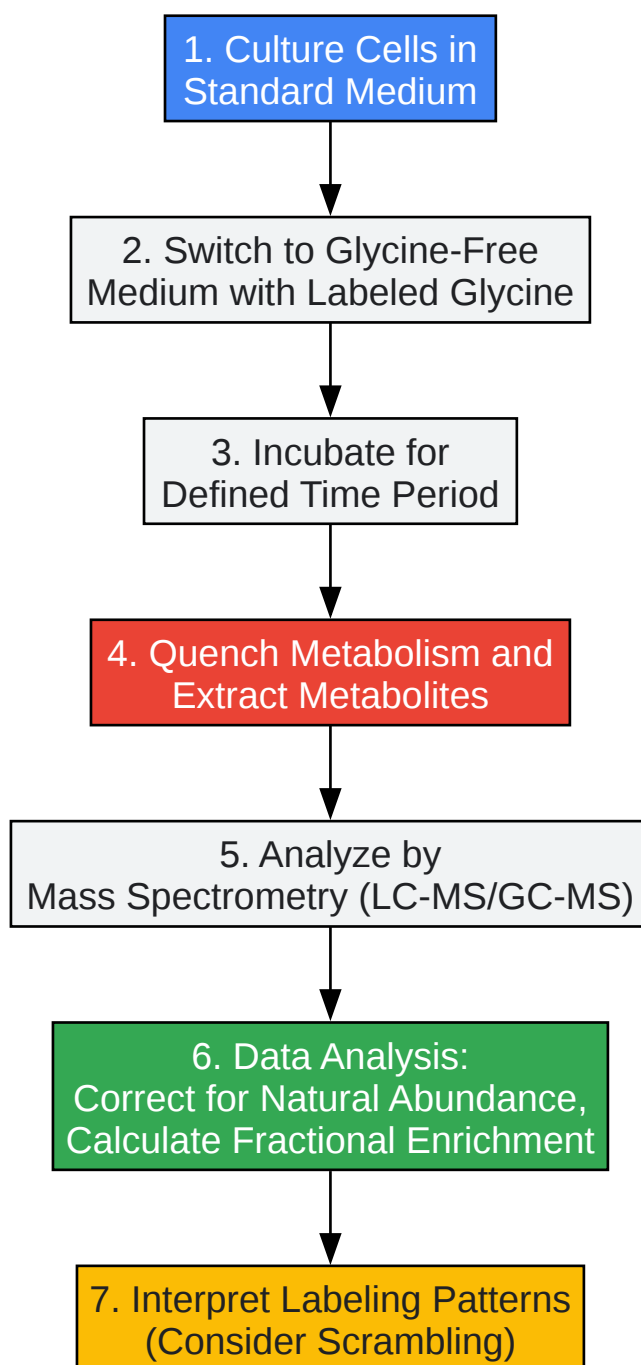 1. Culture Cells in
Standard Medium
2. Switch to Glycine-Free
Medium with Labeled Glycine
3. Incubate for
Defined Time Period
4. Quench Metabolism and
Extract Metabolites
5. Analyze by
Mass Spectrometry (LC-MS/GC-MS)
6. Data Analysis:
Correct for Natural Abundance,
Calculate Fractional Enrichment
7. Interpret Labeling Patterns
(Consider Scrambling)